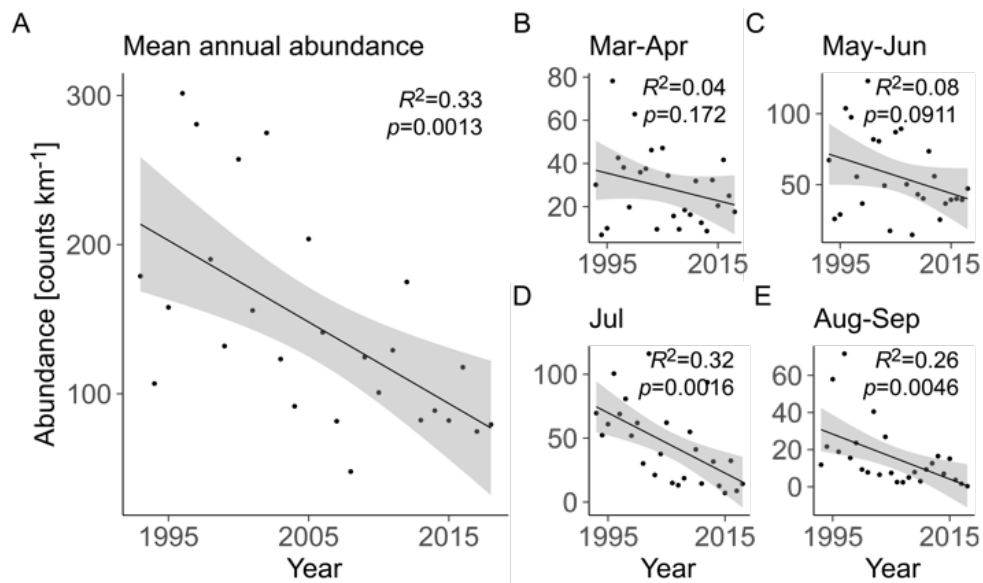 A
Mean annual abundance
R²=0.33
p=0.0013
300
200
100
Abundance [counts km⁻¹]
1995
2005
2015
Year
B
Mar-Apr
R²=0.04
p=0.172
80
60
40
20
1995
2015
C
May-Jun
R²=0.08
p=0.0911
100
50
1995
2015
D
Jul
R²=0.32
p=0.0016
100
50
0
1995
2015
Year
E
Aug-Sep
R²=0.26
p=0.0046
60
40
20
0
1995
2015
Year